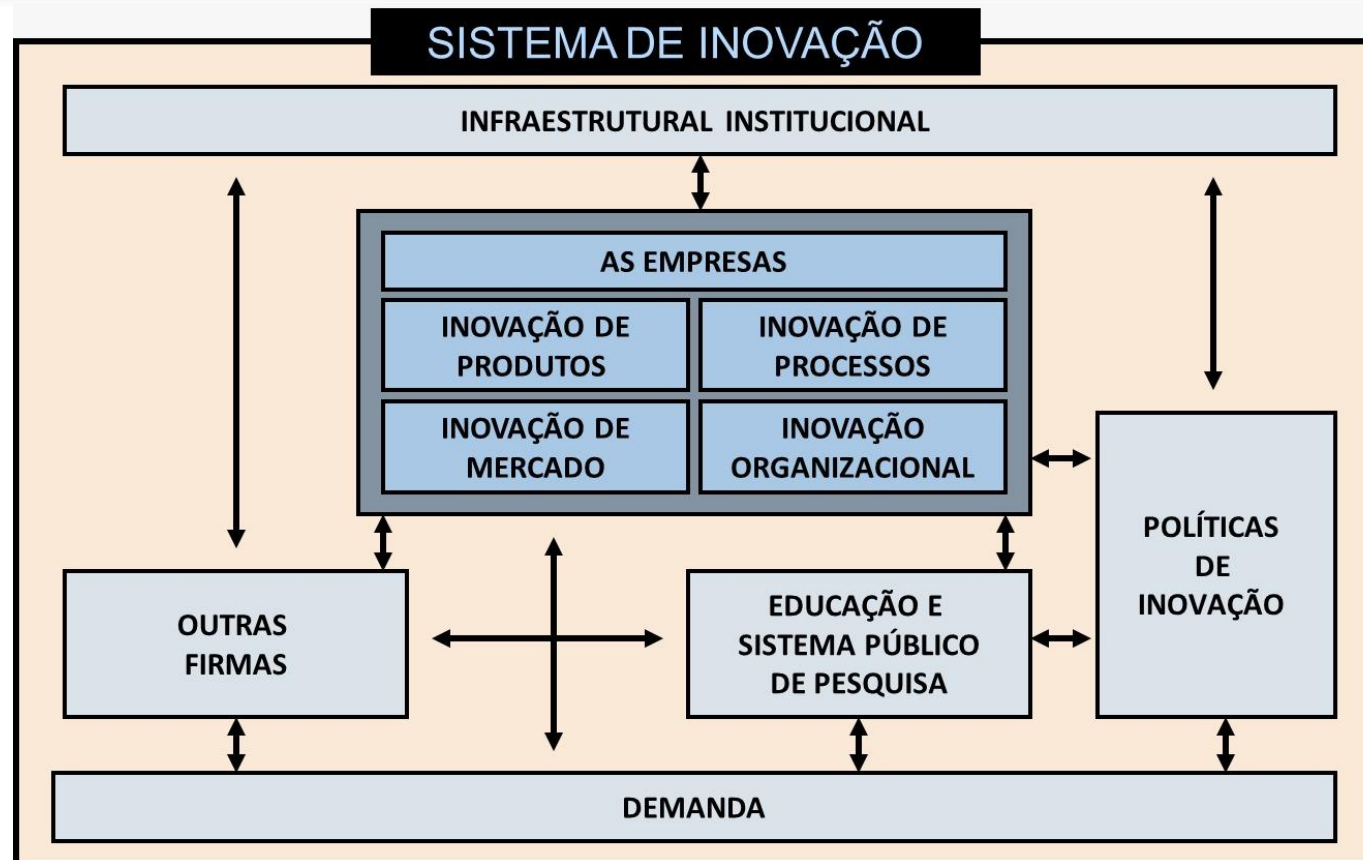 SISTEMA DE INOVAÇÃO
INFRAESTRUTURAL INSTITUCIONAL
AS EMPRESAS
INOVAÇÃO DE
PRODUTOS
INOVAÇÃO DE
PROCESSOS
INOVAÇÃO DE
MERCADO
INOVAÇÃO
ORGANIZACIONAL
OUTRAS
FIRMAS
EDUCAÇÃO E
SISTEMA PÚBLICO
DE PESQUISA
POLÍTICAS
DE
INOVAÇÃO
DEMANDA